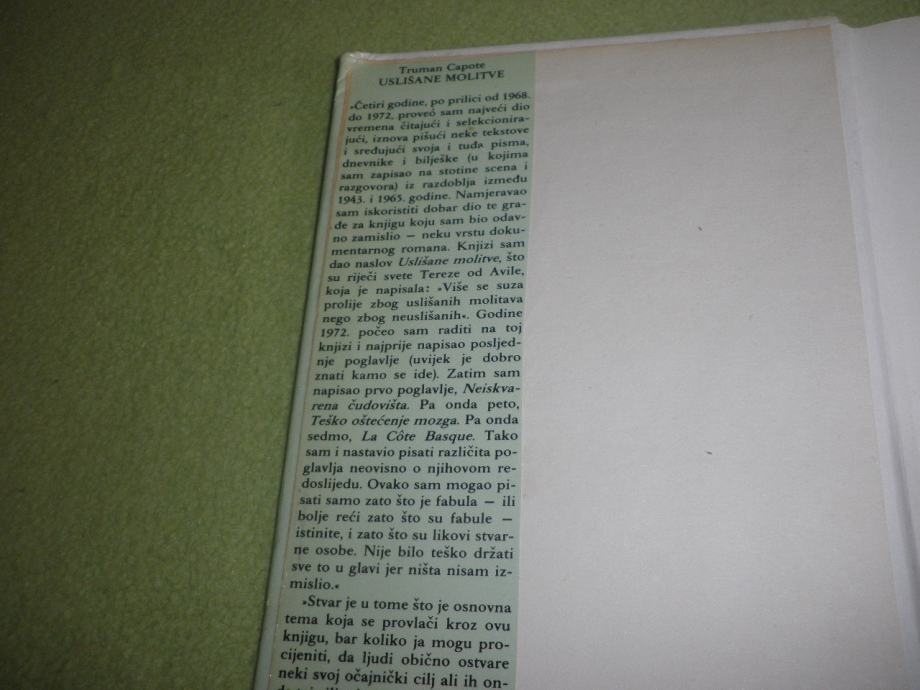 Truman Capote
USLIŠANE MOLITVE
»Četiri godine, po prilici od 1968.
do 1972. proveo sam najveći dio
vremena čitajući i selekcionira-
jući, iznova pišući neke tekstove
i sređujući svoja i tuđa pisma,
dnevnike i bilješke (u kojima
sam zapisao na stotine scena i
razgovora) iz razdoblja između
1943. i 1965. godine. Namjeravao
sam iskoristiti dobar dio te gra-
đe za knjigu koju sam bio odav-
no zamislio — neku vrstu doku-
mentarnog romana. Knjizi sam
dao naslov Uslišane molitve, što
su riječi svete Tereze od Avile,
koja je napisala: »Više se suza
prolije zbog uslišanih molitava
nego zbog neuslišanih«. Godine
1972. počeo sam raditi na toj
knjizi i najprije napisao posljed-
nje poglavlje (uvijek je dobro
znati kamo se ide). Zatim sam
napisao prvo poglavlje, Neiskva-
rena čudovišta. Pa onda peto,
Teško oštećenje mozga. Pa onda
sedmo, La Côte Basque. Tako
sam i nastavio pisati različita po-
glavlja neovisno o njihovom re-
doslijedu. Ovako sam mogao pi-
sati samo zato što je fabula — ili
bolje reći zato što su fabule —
istinite, i zato što su likovi stvar-
ne osobe. Nije bilo teško držati
sve to u glavi jer ništa nisam iz-
mislio.«
»Stvar je u tome što je osnovna
tema koja se provlači kroz ovu
knjigu, bar koliko ja mogu pro-
cijeniti, da ljudi obično ostvare
neki svoj očajnički cilj ali ih on-